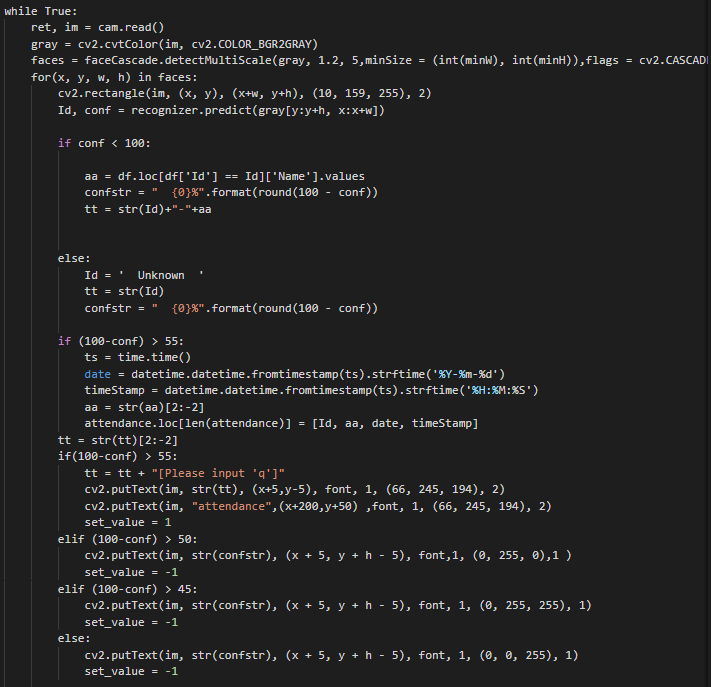 while True:
    ret, im = cam.read()
    gray = cv2.cvtColor(im, cv2.COLOR_BGR2GRAY)
    faces = faceCascade.detectMultiScale(gray, 1.2, 5,minSize = (int(minW), int(minH)),flags = cv2.CASCAD
    for(x, y, w, h) in faces:
        cv2.rectangle(im, (x, y), (x+w, y+h), (10, 159, 255), 2)
        Id, conf = recognizer.predict(gray[y:y+h, x:x+w])
        if conf < 100:
            aa = df.loc[df['Id'] == Id]['Name'].values
            confstr = "  {0}%".format(round(100 - conf))
            tt = str(Id)+"-"+aa
        else:
            Id = '  Unknown  '
            tt = str(Id)
            confstr = "  {0}%".format(round(100 - conf))
        if (100-conf) > 55:
            ts = time.time()
            date = datetime.datetime.fromtimestamp(ts).strftime('%Y-%m-%d')
            timeStamp = datetime.datetime.fromtimestamp(ts).strftime('%H:%M:%S')
            aa = str(aa)[2:-2]
            attendance.loc[len(attendance)] = [Id, aa, date, timeStamp]
        tt = str(tt)[2:-2]
        if(100-conf) > 55:
            tt = tt + "[Please input 'q']"
            cv2.putText(im, str(tt), (x+5,y-5), font, 1, (66, 245, 194), 2)
            cv2.putText(im, "attendance",(x+200,y+50) ,font, 1, (66, 245, 194), 2)
            set_value = 1
        elif (100-conf) > 50:
            cv2.putText(im, str(confstr), (x + 5, y + h - 5), font,1, (0, 255, 0),1 )
            set_value = -1
        elif (100-conf) > 45:
            cv2.putText(im, str(confstr), (x + 5, y + h - 5), font, 1, (0, 255, 255), 1)
            set_value = -1
        else:
            cv2.putText(im, str(confstr), (x + 5, y + h - 5), font, 1, (0, 0, 255), 1)
            set_value = -1